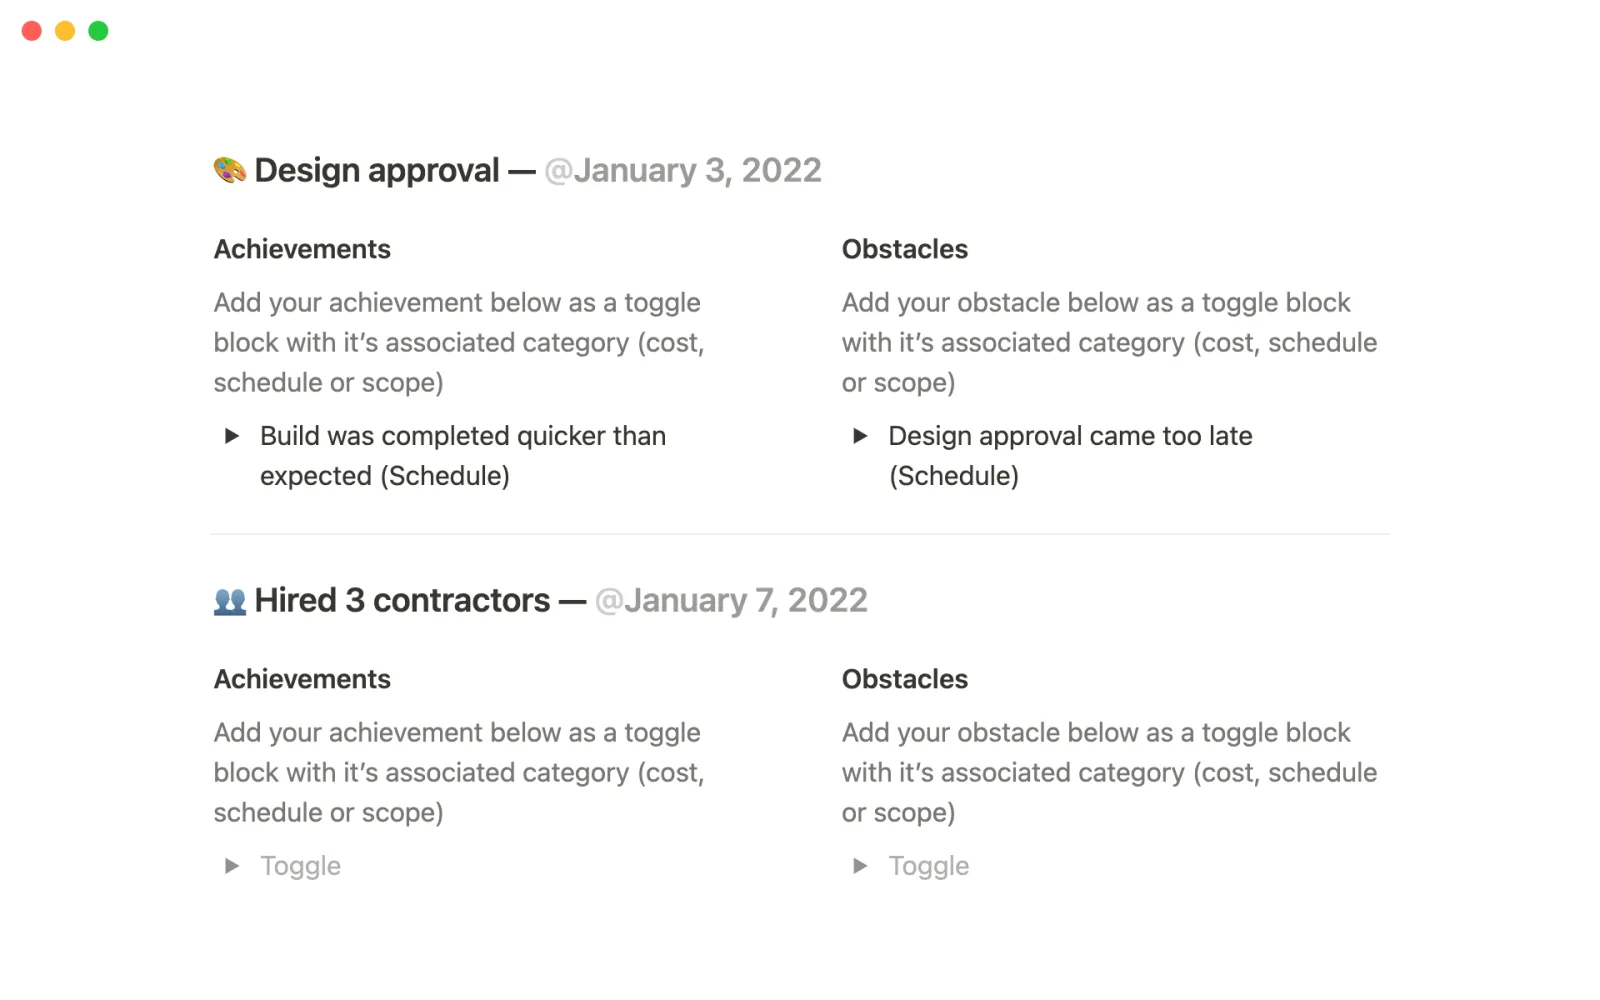 🎨 Design approval — @January 3, 2022
Achievements
Add your achievement below as a toggle
block with it’s associated category (cost,
schedule or scope)
Build was completed quicker than
expected (Schedule)
Obstacles
Add your obstacle below as a toggle block
with it’s associated category (cost, schedule
or scope)
Design approval came too late
(Schedule)
👥 Hired 3 contractors — @January 7, 2022
Achievements
Add your achievement below as a toggle
block with it’s associated category (cost,
schedule or scope)
Toggle
Obstacles
Add your obstacle below as a toggle block
with it’s associated category (cost, schedule
or scope)
Toggle